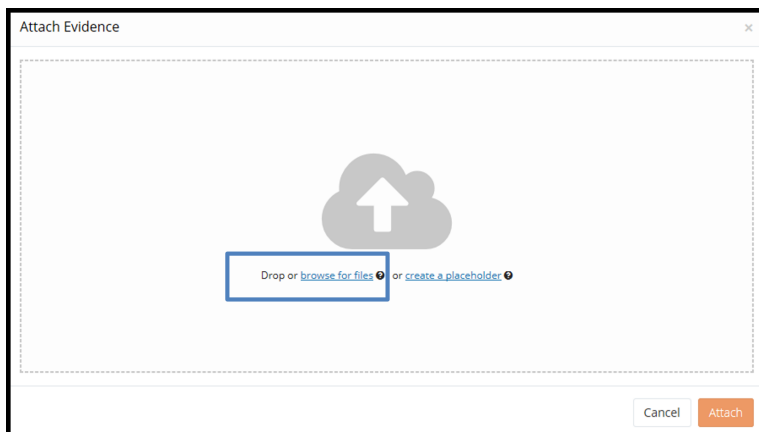 Attach Evidence ×
Drop or browse for files ? or create a placeholder ?
Cancel Attach